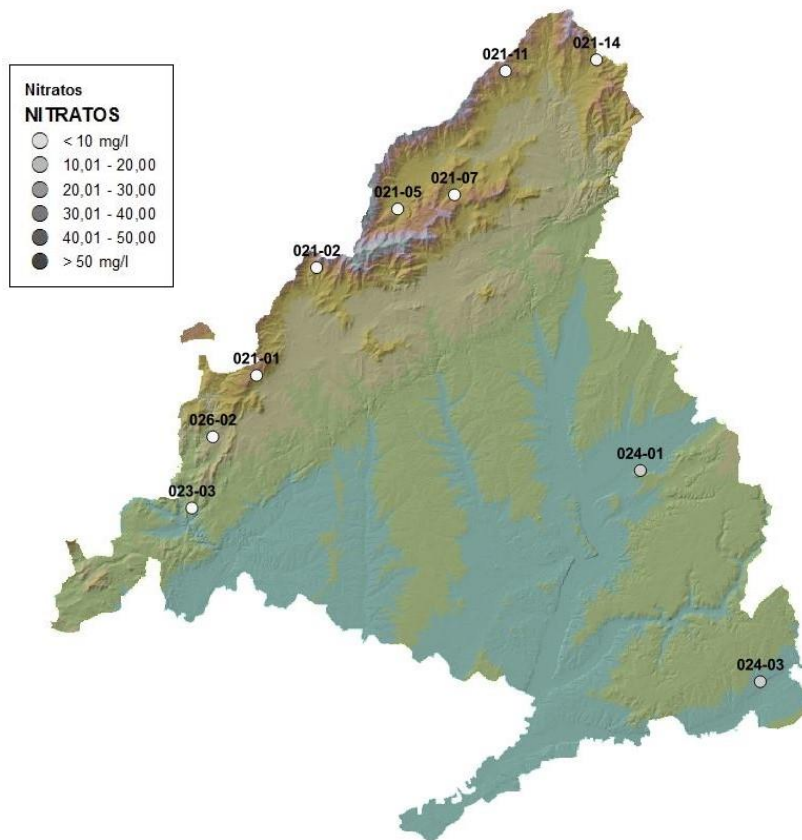 Nitratos
NITRATOS
< 10 mg/l
10,01 - 20,00
20,01 - 30,00
30,01 - 40,00
40,01 - 50,00
> 50 mg/l
021-14
021-11
021-07
021-05
021-02
021-01
026-02
024-01
023-03
024-03